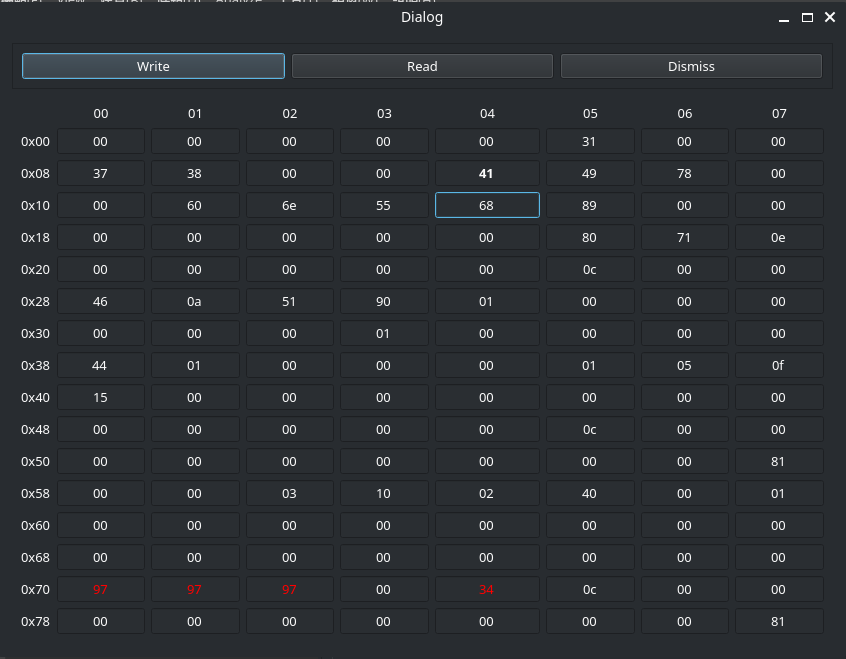 Dialog
Write Read Dismiss
00 01 02 03 04 05 06 07
0x00 00 00 00 00 00 31 00 00
0x08 37 38 00 00 41 49 78 00
0x10 00 60 6e 55 68 89 00 00
0x18 00 00 00 00 00 80 71 0e
0x20 00 00 00 00 00 0c 00 00
0x28 46 0a 51 90 01 00 00 00
0x30 00 00 00 01 00 00 00 00
0x38 44 01 00 00 00 01 05 0f
0x40 15 00 00 00 00 00 00 00
0x48 00 00 00 00 00 0c 00 00
0x50 00 00 00 00 00 00 00 81
0x58 00 00 03 10 02 40 00 01
0x60 00 00 00 00 00 00 00 00
0x68 00 00 00 00 00 00 00 00
0x70 97 97 97 00 34 0c 00 00
0x78 00 00 00 00 00 00 00 81